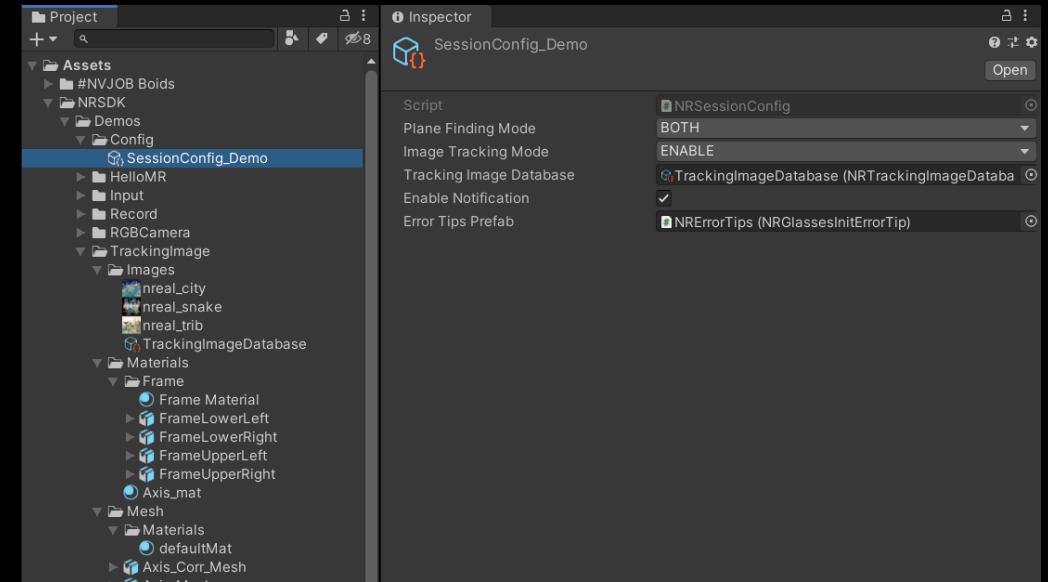 Project
8
Assets
#NVJOB Boids
NRSDK
Demos
Config
SessionConfig_Demo
HelloMR
Input
Record
RGBCamera
TrackingImage
Images
nreal_city
nreal_snake
nreal_trib
TrackingImageDatabase
Materials
Frame
Frame Material
FrameLowerLeft
FrameLowerRight
FrameUpperLeft
FrameUpperRight
Axis_mat
Mesh
Materials
defaultMat
Axis_Corr_Mesh
Inspector
SessionConfig_Demo
Open
Script NRSessionConfig
Plane Finding Mode BOTH
Image Tracking Mode ENABLE
Tracking Image Database TrackingImageDatabase (NRTrackingImageDataba
Enable Notification
Error Tips Prefab NRErrorTips (NRGlassesInitErrorTip)